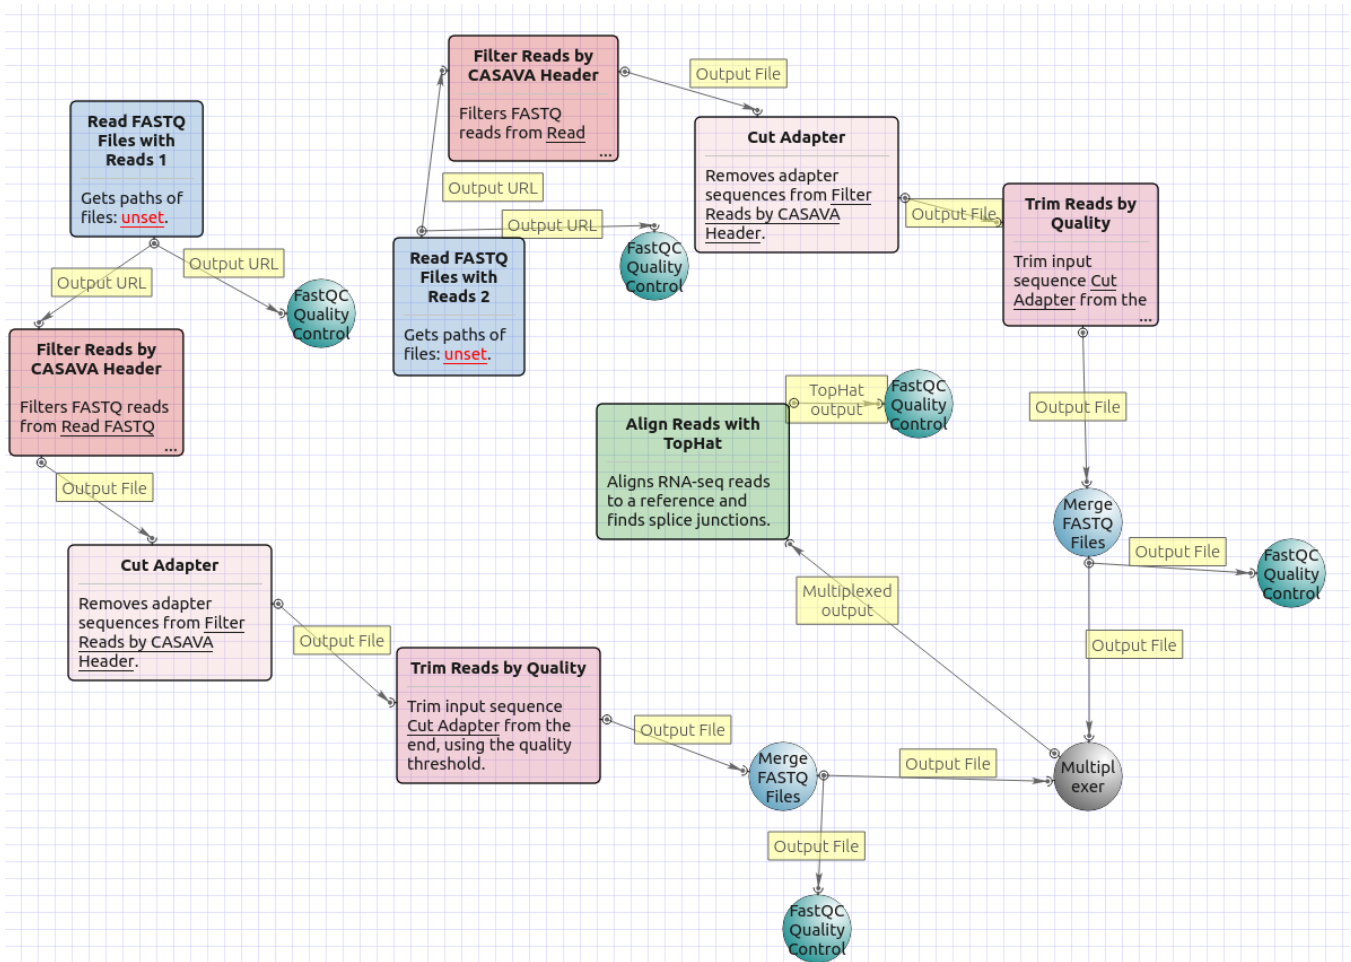 Filter Reads by
CASAVA Header
Filters FASTQ
reads from Read
...
Output File
Read FASTQ
Files with
Reads 1
Gets paths of
files: unset.
Cut Adapter
Removes adapter
sequences from Filter
Reads by CASAVA
Header.
Output URL
Output URL
Output File
Trim Reads by
Quality
Trim input
sequence Cut
Adapter from the
...
Read FASTQ
Files with
Reads 2
Gets paths of
files: unset.
FastQC
Quality
Control
Output URL
Output URL
FastQC
Quality
Control
Filter Reads by
CASAVA Header
Filters FASTQ reads
from Read FASTQ
...
TopHat
output
FastQC
Quality
Control
Output File
Align Reads with
TopHat
Aligns RNA-seq reads
to a reference and
finds splice junctions.
Output File
Merge
FASTQ
Files
Output File
FastQC
Quality
Control
Cut Adapter
Removes adapter
sequences from Filter
Reads by CASAVA
Header.
Multiplexed
output
Output File
Output File
Trim Reads by Quality
Trim input sequence
Cut Adapter from the
end, using the quality
threshold.
Output File
Merge
FASTQ
Files
Output File
Multipl
exer
Output File
FastQC
Quality
Control